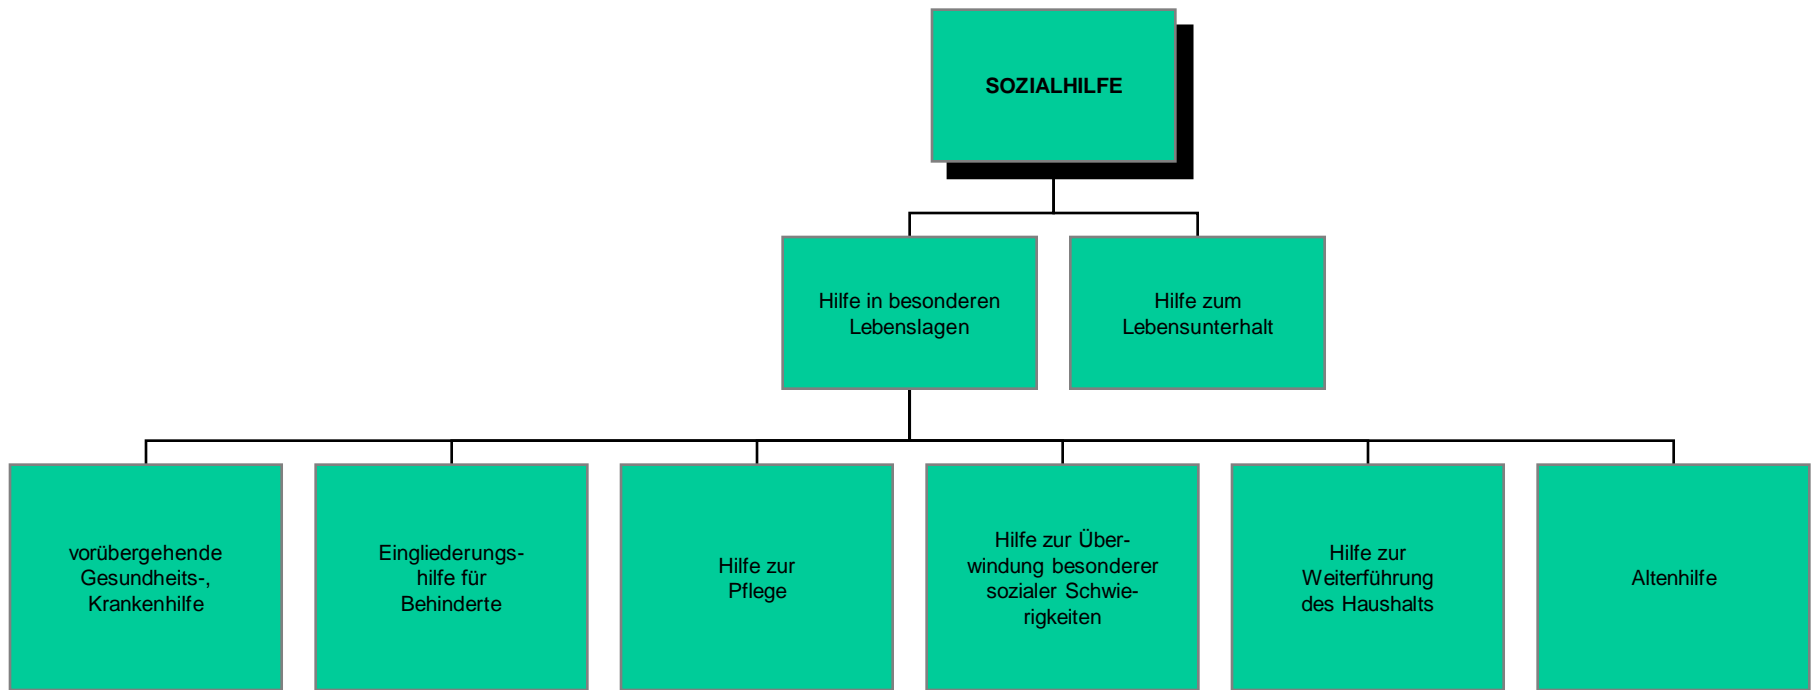 SOZIALHILFE
Hilfe in besonderen
Lebenslagen
Hilfe zum
Lebensunterhalt
vorübergehende
Gesundheits-,
Krankenhilfe
Eingliederungs-
hilfe für
Behinderte
Hilfe zur
Pflege
Hilfe zur Über-
windung besonderer
sozialer Schwie-
rigkeiten
Hilfe zur
Weiterführung
des Haushalts
Altenhilfe